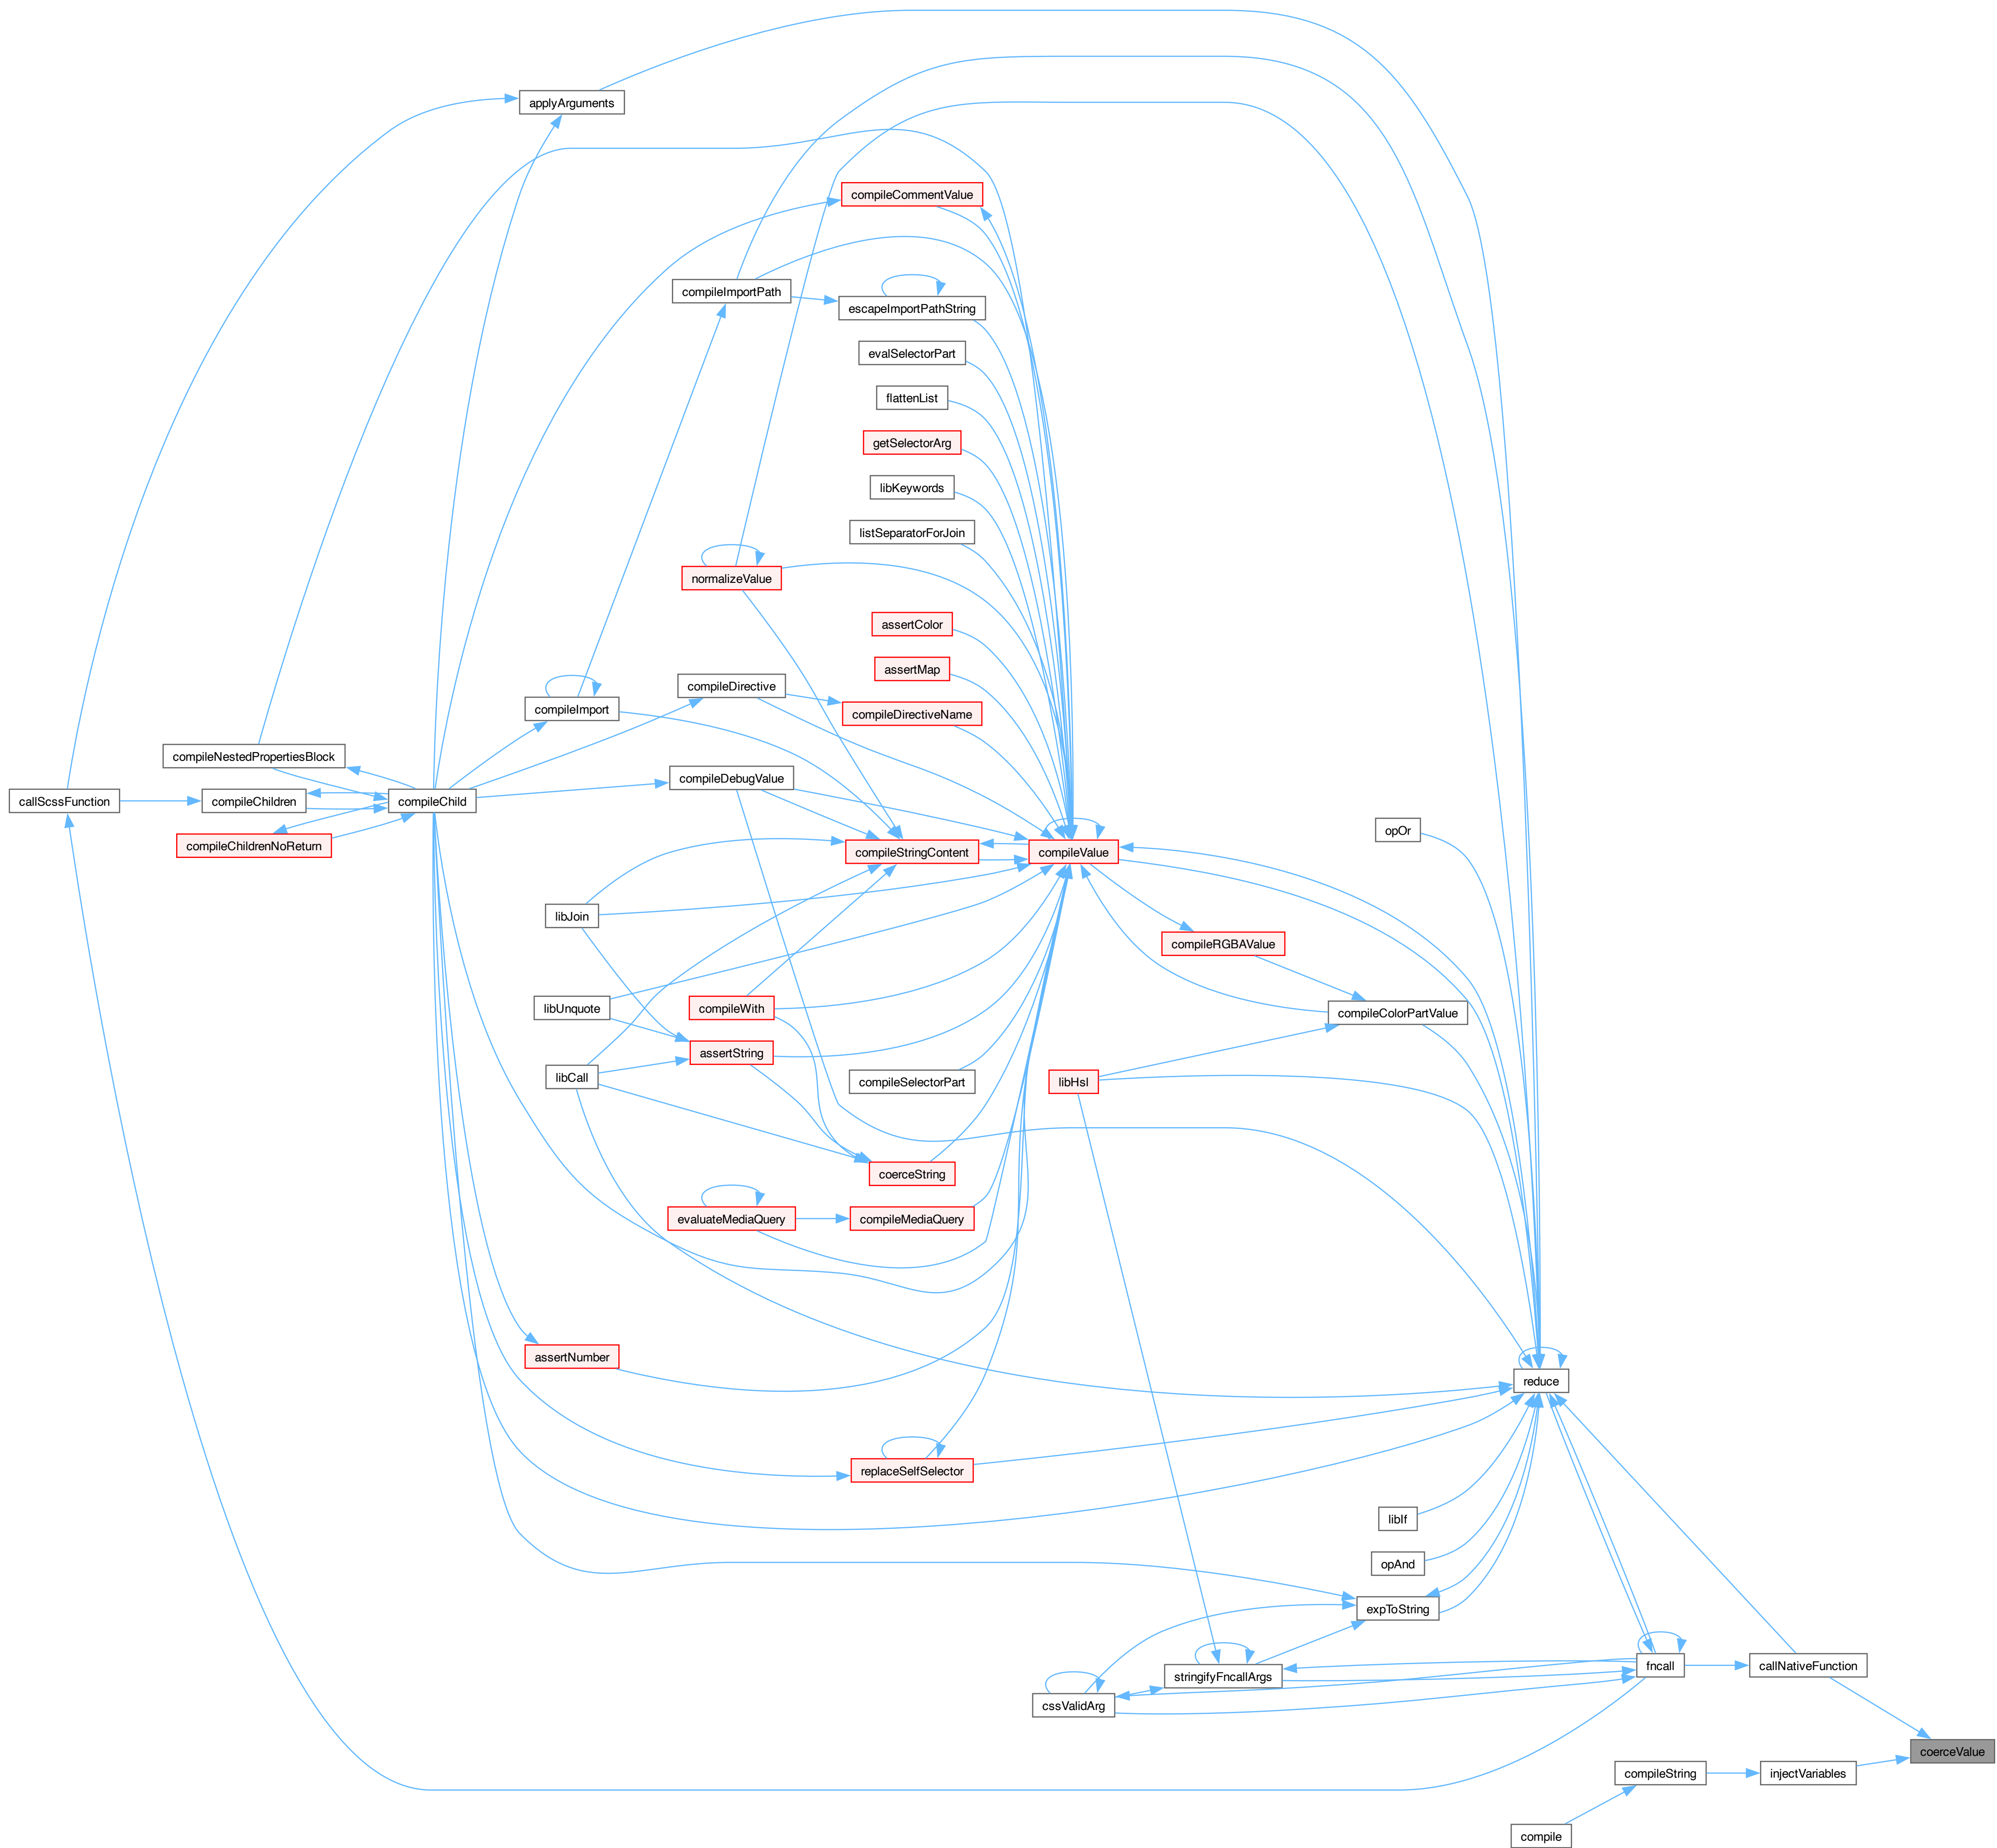 applyArguments
compileCommentValue
compileImportPath
escapeImportPathString
evalSelectorPart
flattenList
getSelectorArg
libKeywords
listSeparatorForJoin
normalizeValue
assertColor
assertMap
compileDirective
compileImport
compileDirectiveName
compileNestedPropertiesBlock
compileDebugValue
callScssFunction
compileChildren
compileChild
opOr
compileChildrenNoReturn
compileStringContent
compileValue
libJoin
compileRGBAValue
libUnquote
compileWith
compileColorPartValue
assertString
libCall
compileSelectorPart
libHsl
coerceString
evaluateMediaQuery
compileMediaQuery
assertNumber
reduce
replaceSelfSelector
libIf
opAnd
expToString
stringifyFncallArgs
fncall
callNativeFunction
cssValidArg
coerceValue
compileString
injectVariables
compile